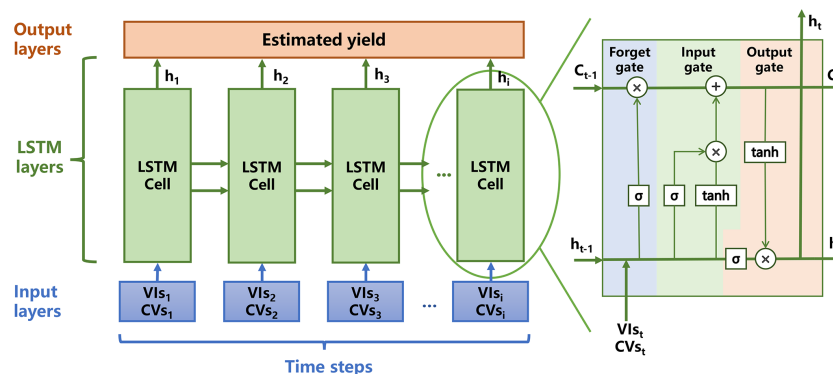 Output
layers
Estimated yield
h1
h2
h3
hi
LSTM
layers
LSTM
Cell
LSTM
Cell
LSTM
Cell
...
LSTM
Cell
Input
layers
VIs1
CVs1
VIs2
CVs2
VIs3
CVs3
...
VIsi
CVsi
Time steps
ht
Forget
gate
Input
gate
Output
gate
Ct-1
×
+
C
×
tanh
σ
σ
tanh
ht-1
σ
×
h
VIst
CVst